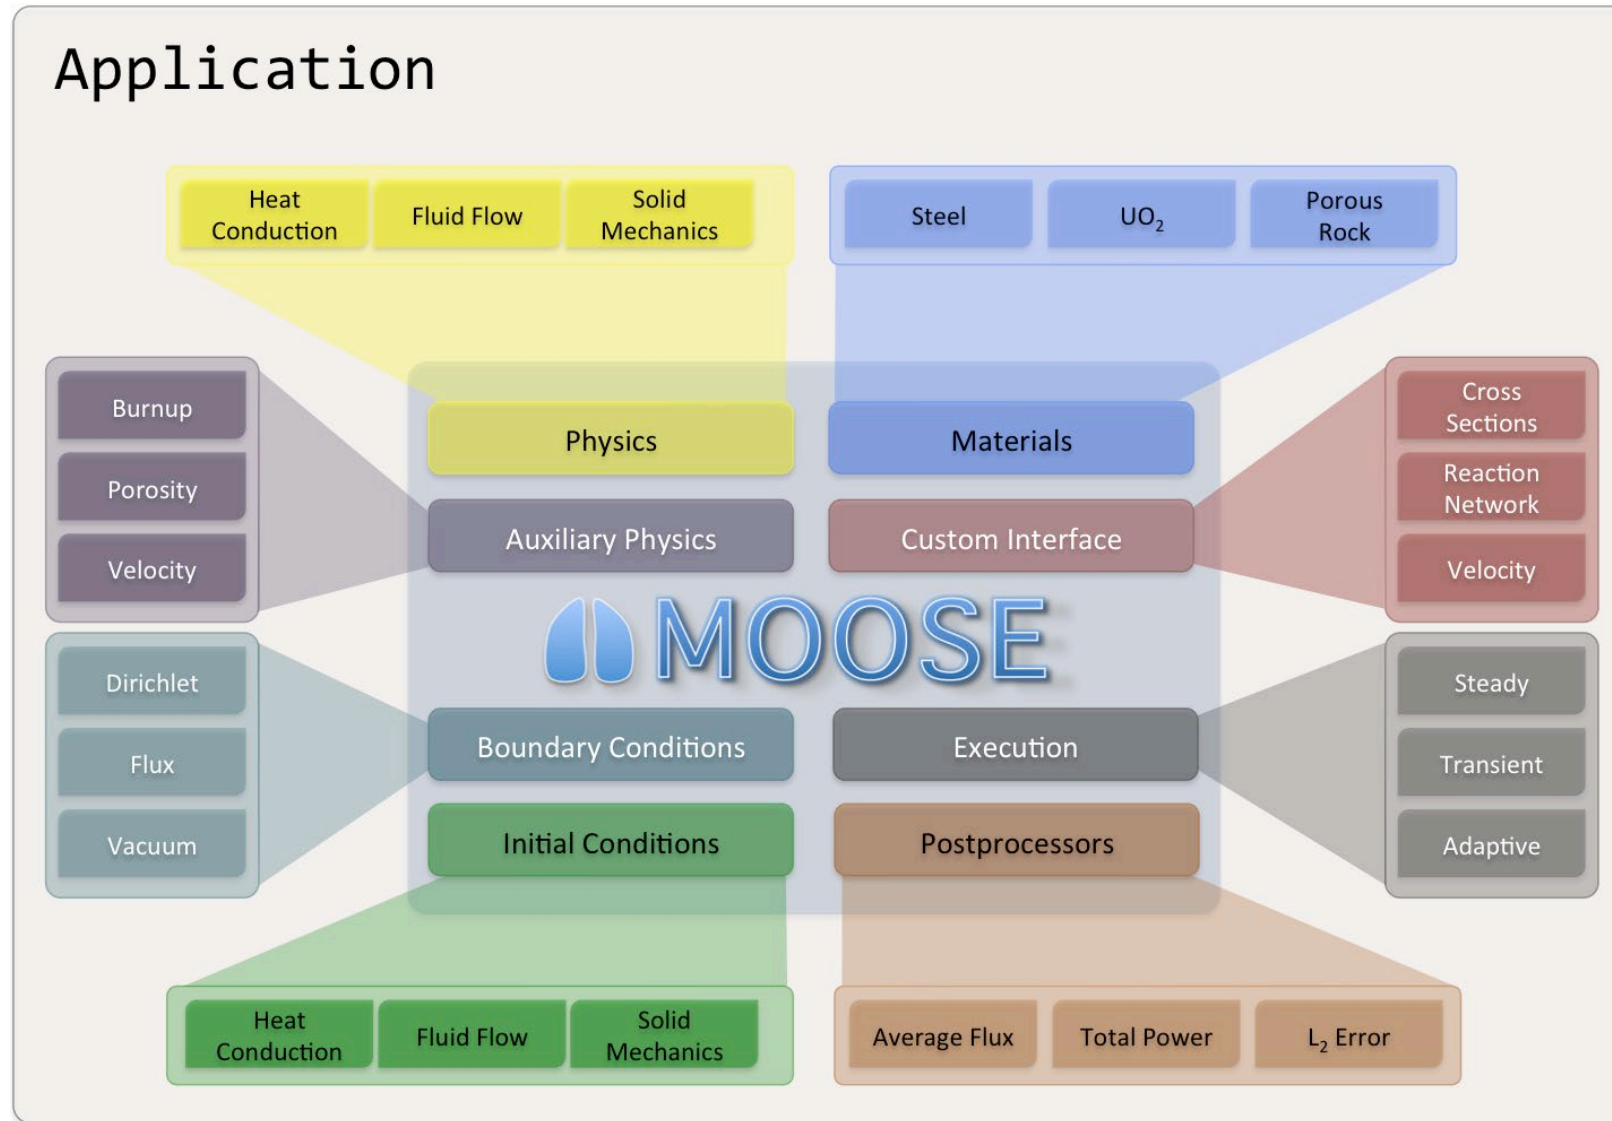 Application
Heat
Conduction
Fluid Flow
Solid
Mechanics
Steel
UO₂
Porous
Rock
Burnup
Porosity
Velocity
Physics
Materials
Auxiliary Physics
Custom Interface
Cross
Sections
Reaction
Network
Velocity
MOOSE
Dirichlet
Flux
Vacuum
Boundary Conditions
Execution
Initial Conditions
Postprocessors
Steady
Transient
Adaptive
Heat
Conduction
Fluid Flow
Solid
Mechanics
Average Flux
Total Power
L₂ Error